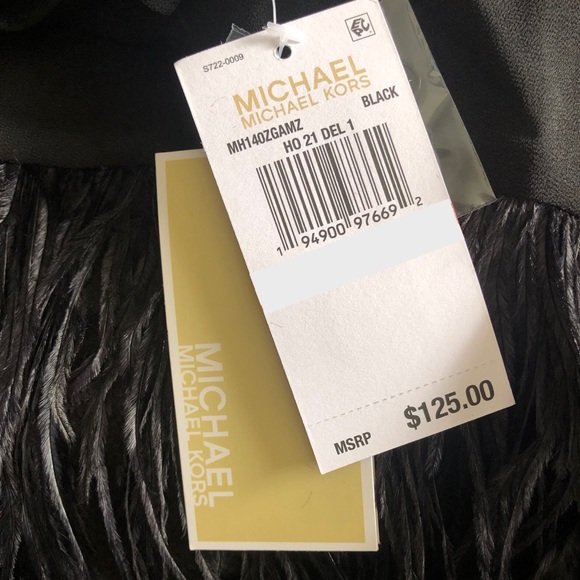 S722-0009
MICHAEL
MICHAEL KORS
MH140ZGAMZ BLACK
HO 21 DEL 1
1 94900 97669 2
MSRP $125.00
MICHAEL
MICHAEL KORS